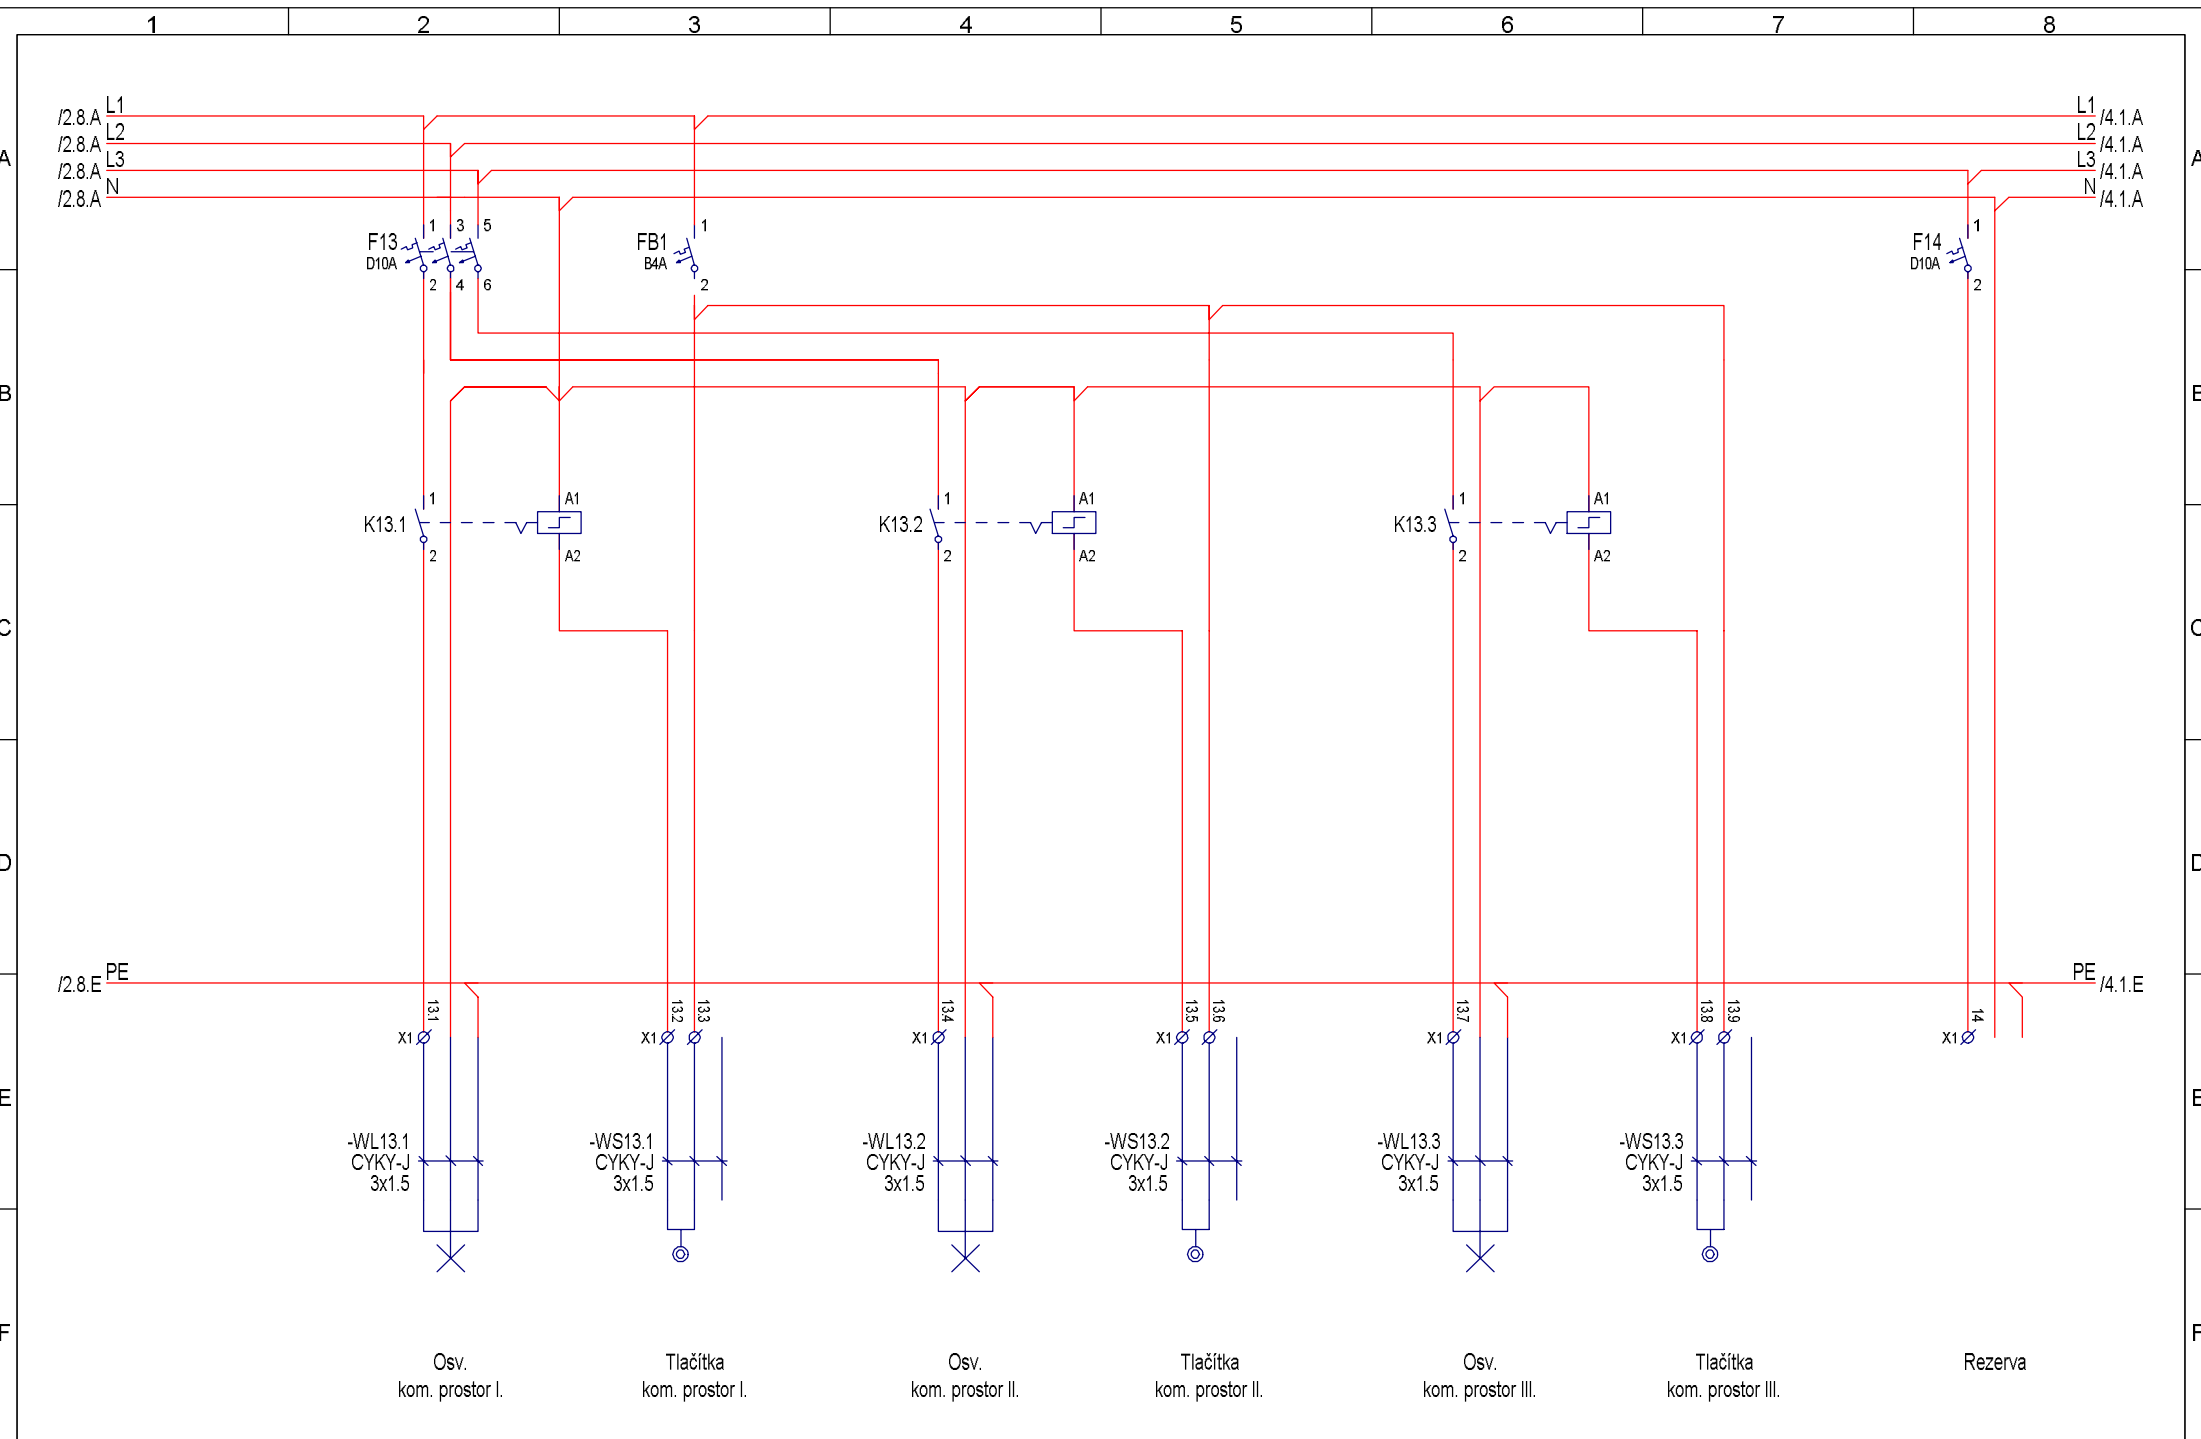 1 2 3 4 5 6 7 8
L1 L1
/2.8.A /4.1.A
L2 L2
/2.8.A /4.1.A
A L3 L3 A
/2.8.A /4.1.A
N N
/2.8.A /4.1.A
1 3 5 1 1
F13 FB1 F14
D10A B4A D10A
2 4 6 2 2
B B
1 A1 1 A1 1 A1
K13.1 K13.2 K13.3
2 A2 2 A2 2 A2
C C
D D
PE PE
/2.8.E /4.1.E
13.1 13.2 13.3 13.4 13.5 13.6 13.7 13.8 13.9 14
X1 X1 X1 X1 X1 X1 X1
E E
-WL13.1 -WS13.1 -WL13.2 -WS13.2 -WL13.3 -WS13.3
CYKY-J CYKY-J CYKY-J CYKY-J CYKY-J CYKY-J
3x1.5 3x1.5 3x1.5 3x1.5 3x1.5 3x1.5
F F
Osv. Tlačítka Osv. Tlačítka Osv. Tlačítka Rezerva
kom. prostor I. kom. prostor I. kom. prostor II. kom. prostor II. kom. prostor III. kom. prostor III.